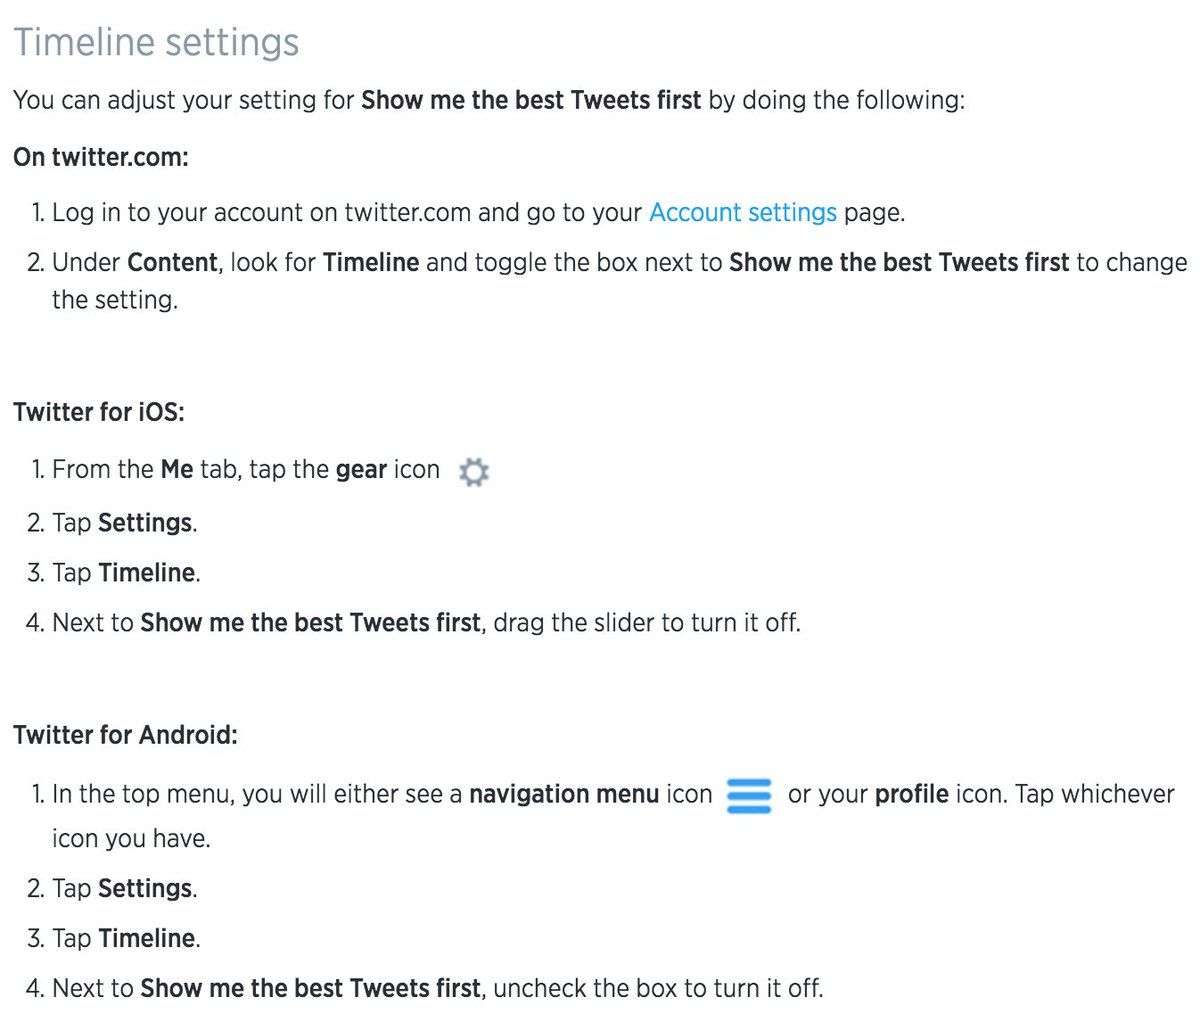 Timeline settings
You can adjust your setting for Show me the best Tweets first by doing the following:
On twitter.com:
1. Log in to your account on twitter.com and go to your Account settings page.
2. Under Content, look for Timeline and toggle the box next to Show me the best Tweets first to change
the setting.
Twitter for iOS:
1. From the Me tab, tap the gear icon
2. Tap Settings.
3. Tap Timeline.
4. Next to Show me the best Tweets first, drag the slider to turn it off.
Twitter for Android:
1. In the top menu, you will either see a navigation menu icon or your profile icon. Tap whichever
icon you have.
2. Tap Settings.
3. Tap Timeline.
4. Next to Show me the best Tweets first, uncheck the box to turn it off.